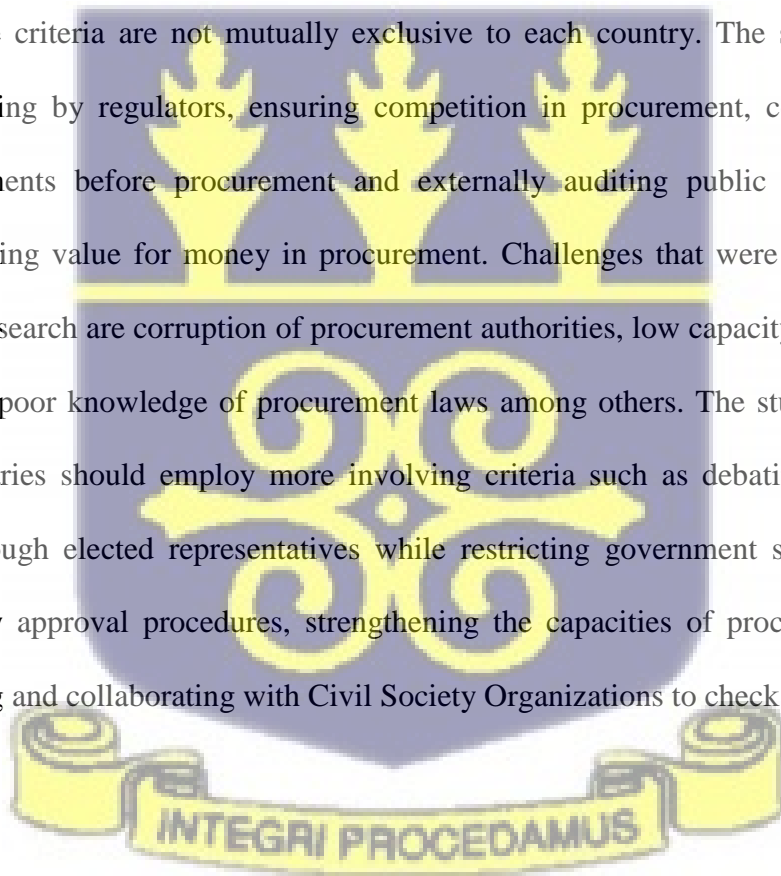 criteria are not mutually exclusive to each country. The
ing by regulators, ensuring competition in procurement, c
ents before procurement and externally auditing public
ing value for money in procurement. Challenges that were
search are corruption of procurement authorities, low capacity
poor knowledge of procurement laws among others. The stu
ries should employ more involving criteria such as debati
ugh elected representatives while restricting government s
approval procedures, strengthening the capacities of proc
g and collaborating with Civil Society Organizations to check
INTEGRI PROCEDAMUS